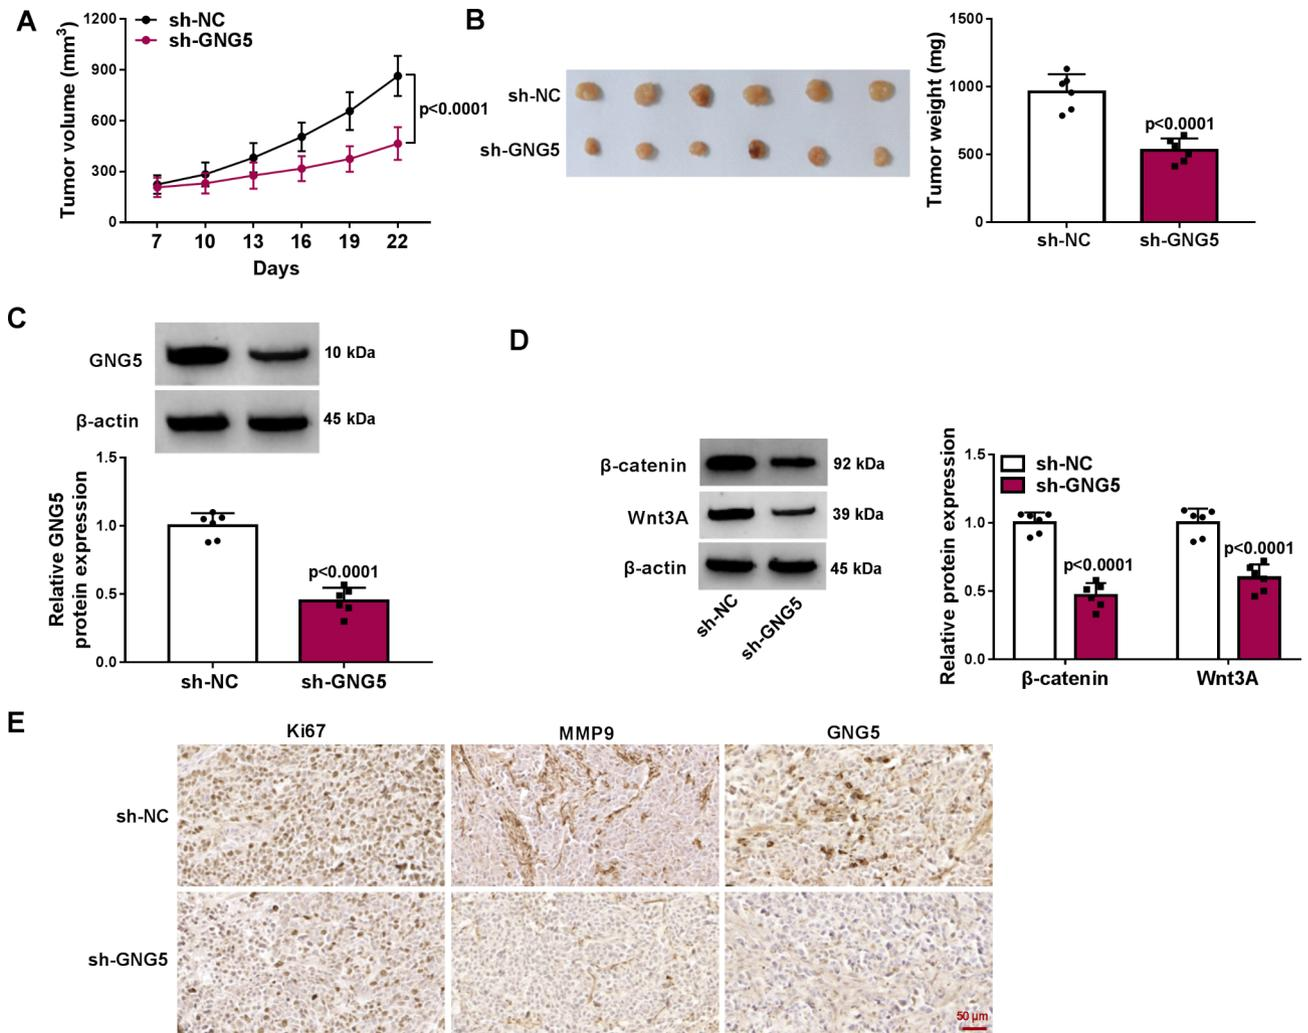 A
Tumor volume (mm3)
1200
900
600
300
0
sh-NC
sh-GNG5
p<0.0001
7 10 13 16 19 22
Days
B
sh-NC
sh-GNG5
Tumor weight (mg)
1500
1000
500
0
p<0.0001
sh-NC sh-GNG5
C
GNG5 10 kDa
β-actin 45 kDa
Relative GNG5
protein expression
1.5
1.0
0.5
0.0
p<0.0001
sh-NC sh-GNG5
D
β-catenin 92 kDa
Wnt3A 39 kDa
β-actin 45 kDa
sh-NC
sh-GNG5
Relative protein expression
1.5
1.0
0.5
0.0
sh-NC
sh-GNG5
p<0.0001
p<0.0001
β-catenin Wnt3A
E
Ki67 MMP9 GNG5
sh-NC
sh-GNG5
50 μm